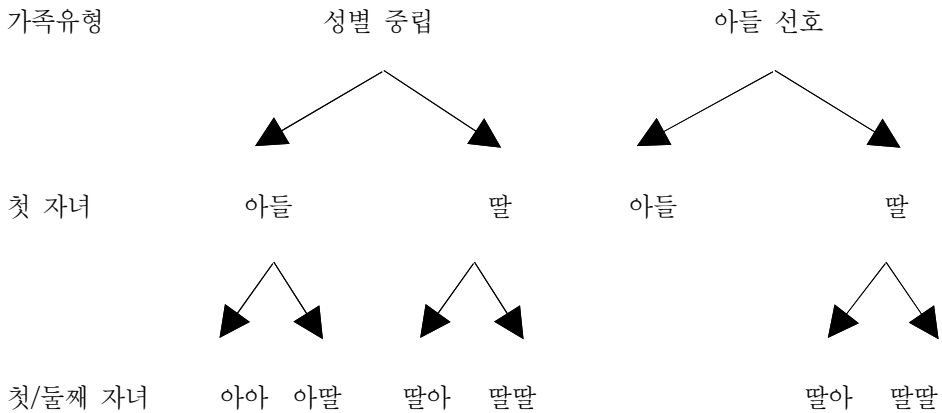 가족유형 성별 중립 아들 선호
첫 자녀 아들 딸 아들 딸
첫/둘째 자녀 아아 아딸 딸아 딸딸 딸아 딸딸